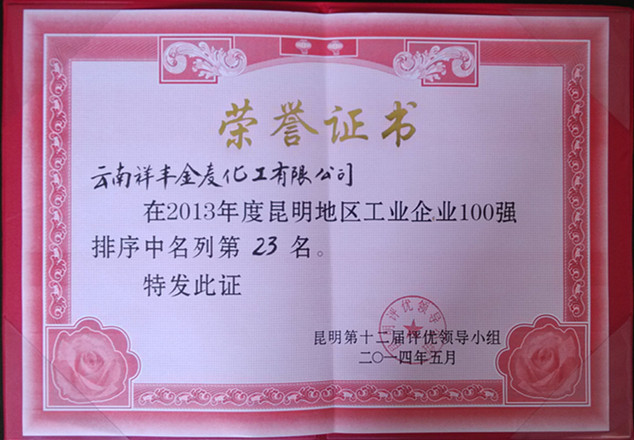 荣誉证书
云南祥丰金麦化工有限公司
在2013年度昆明地区工业企业100强
排序中名列第 23 名。
特发此证
昆明第十二届评优领导小组
二〇一四年五月